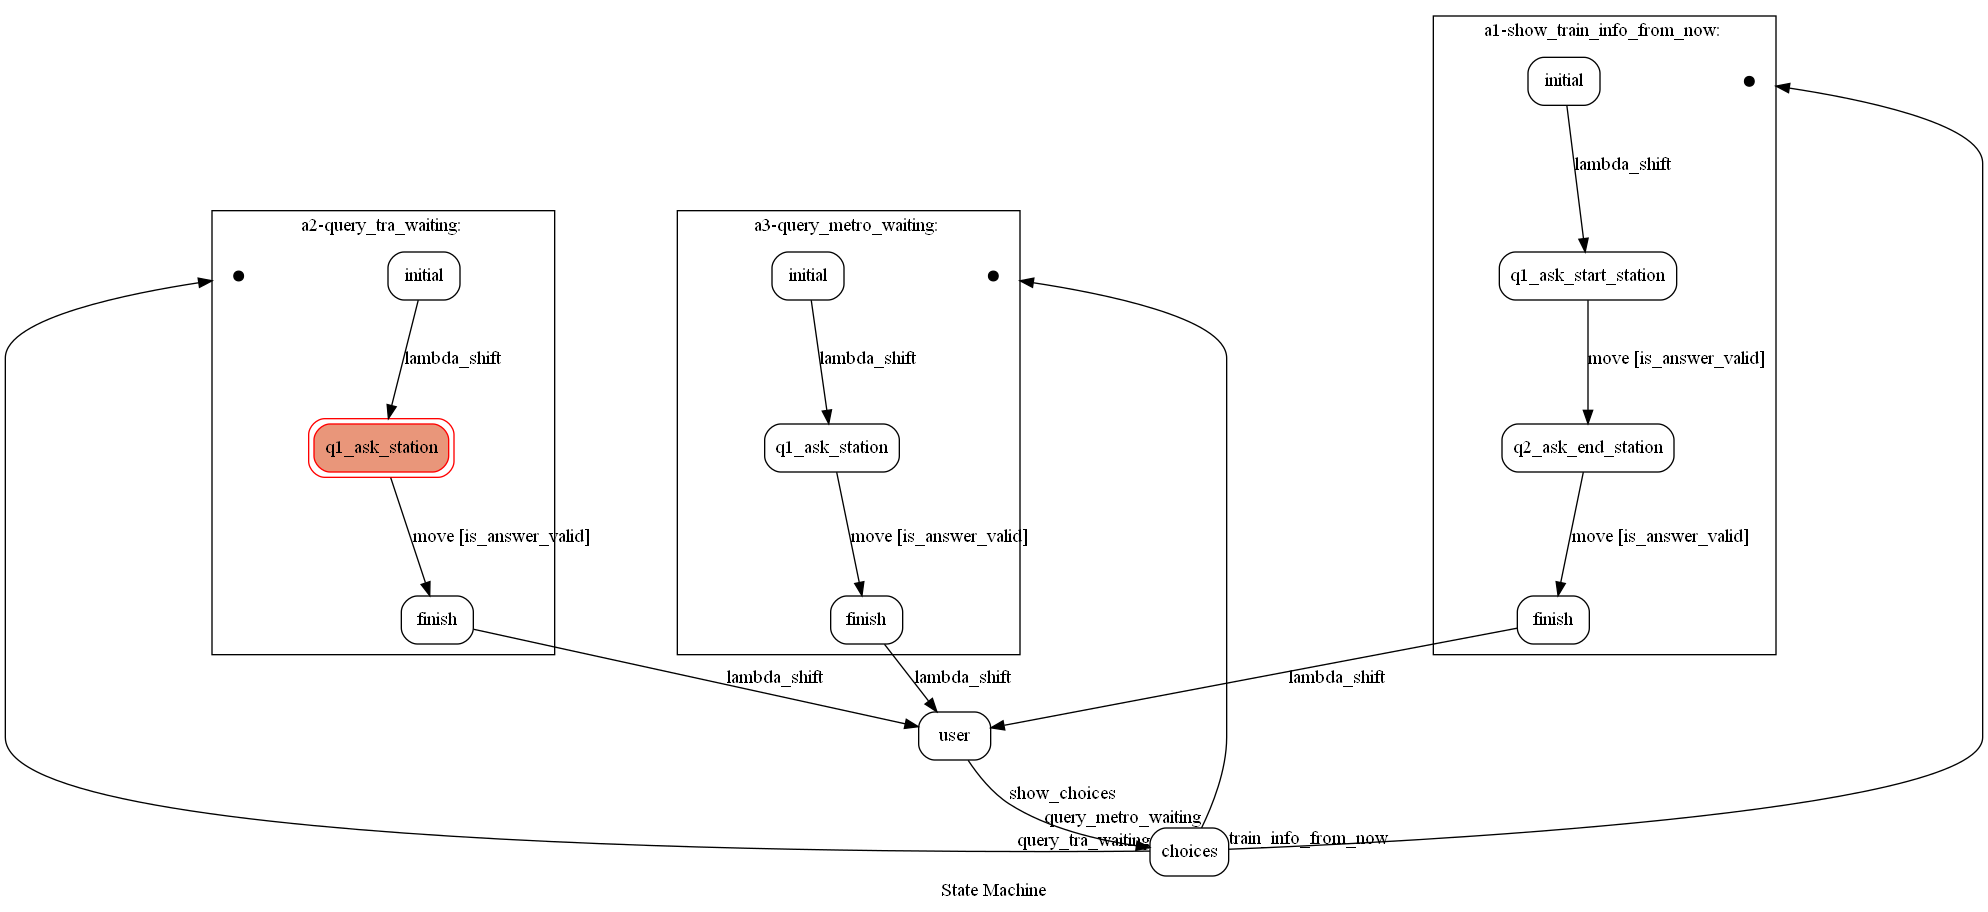 a1-show_train_info_from_now:
initial
lambda_shift
a2-query_tra_waiting:
a3-query_metro_waiting:
initial
initial
q1_ask_start_station
lambda_shift
lambda_shift
move [is_answer_valid]
q1_ask_station
q1_ask_station
q2_ask_end_station
move [is_answer_valid]
move [is_answer_valid]
move [is_answer_valid]
finish
finish
finish
lambda_shift
lambda_shift
lambda_shift
user
show_choices
query_metro_waiting
query_tra_waiting
train_info_from_now
choices
State Machine